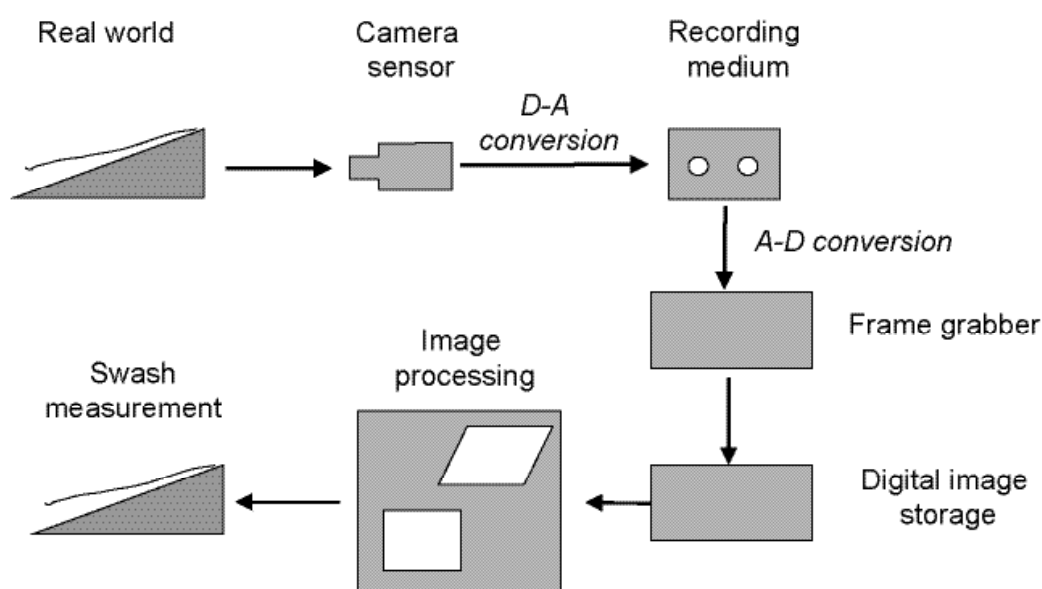 Real world
Camera
sensor
D-A
conversion
Recording
medium
A-D conversion
Frame grabber
Digital image
storage
Image
processing
Swash
measurement